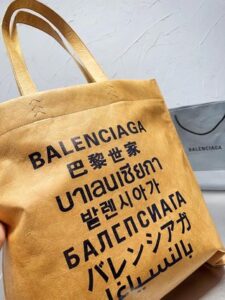 BALENCIAGA
巴黎世家
บาเลนเซียกา
발렌시아가
БАЛЕНСИАГА
バレンシアガ
بالنسياغا
BALENCIAGA